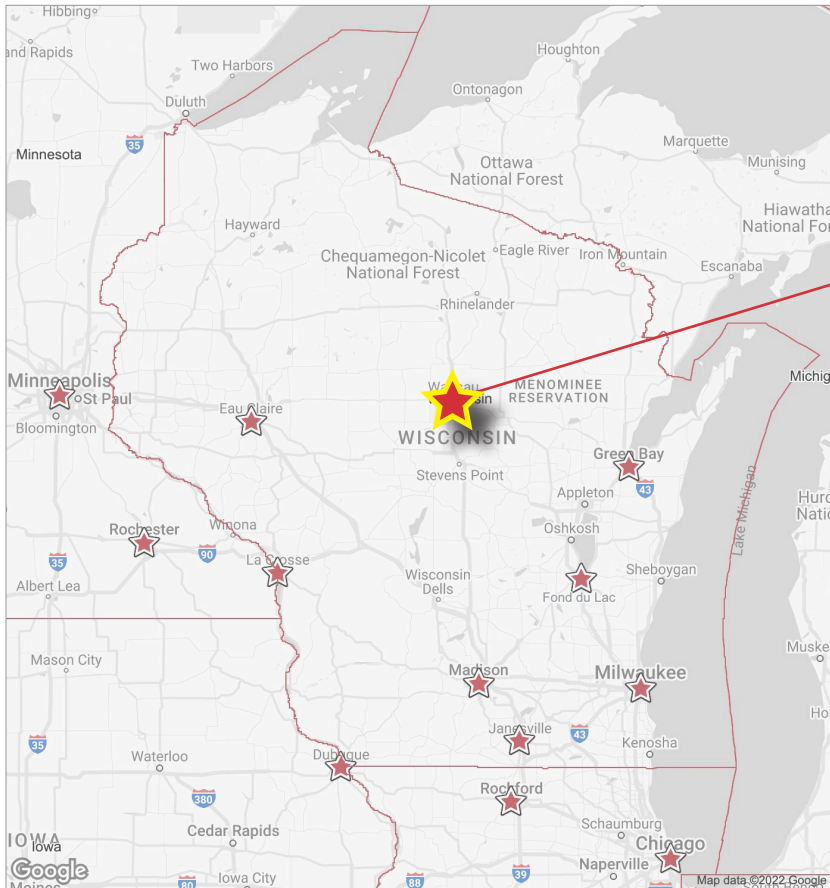 Hibbing
and Rapids
Two Harbors
Houghton
Duluth
Ontonagon
35
Marquette
Minnesota
Ottawa
National Forest
Munising
Hayward
Hiawatha
National For
Chequamegon-Nicolet
National Forest
Eagle River
Iron Mountain
Escanaba
Rhinelander
Minneapolis
St Paul
Bloomington
MENOMINEE
RESERVATION
Michig
Eau Claire
WISCONSIN
Green Bay
Stevens Point
43
Appleton
Lake Michigan
Huro
Natio
Rochester
Winona
90
Oshkosh
35
La Crosse
Albert Lea
Wisconsin
Dells
Sheboygan
Fond du Lac
Mason City
Muske
Madison
Milwaukee
Janesville
Ho
35
43
Kenosha
Waterloo
Dubuque
380
Rockford
Schaumburg
IOWA
Iowa
Cedar Rapids
Chicago
Naperville
Google
Moines
80
Iowa City
88
39
Map data ©2022 Google